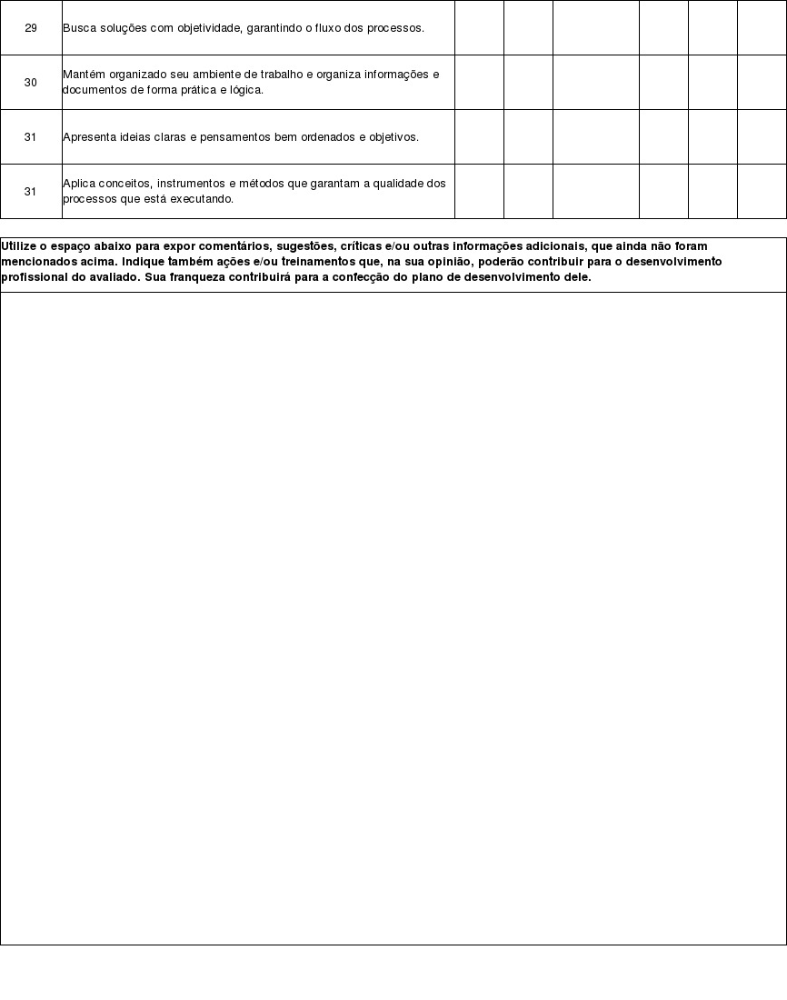 29 Busca soluções com objetividade, garantindo o fluxo dos processos.
30 Mantém organizado seu ambiente de trabalho e organiza informações e
documentos de forma prática e lógica.
31 Apresenta ideias claras e pensamentos bem ordenados e objetivos.
31 Aplica conceitos, instrumentos e métodos que garantam a qualidade dos
processos que está executando.
Utilize o espaço abaixo para expor comentários, sugestões, críticas e/ou outras informações adicionais, que ainda não foram
mencionados acima. Indique também ações e/ou treinamentos que, na sua opinião, poderão contribuir para o desenvolvimento
profissional do avaliado. Sua franqueza contribuirá para a confecção do plano de desenvolvimento dele.